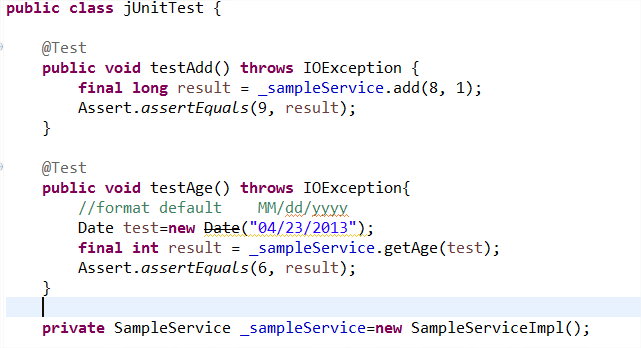 public class jUnitTest {
@Test
public void testAdd() throws IOException {
final long result = _sampleService.add(8, 1);
Assert.assertEquals(9, result);
}
@Test
public void testAge() throws IOException{
//format default    MM/dd/yyyy
Date test=new Date("04/23/2013");
final int result = _sampleService.getAge(test);
Assert.assertEquals(6, result);
}
private SampleService _sampleService=new SampleServiceImpl();